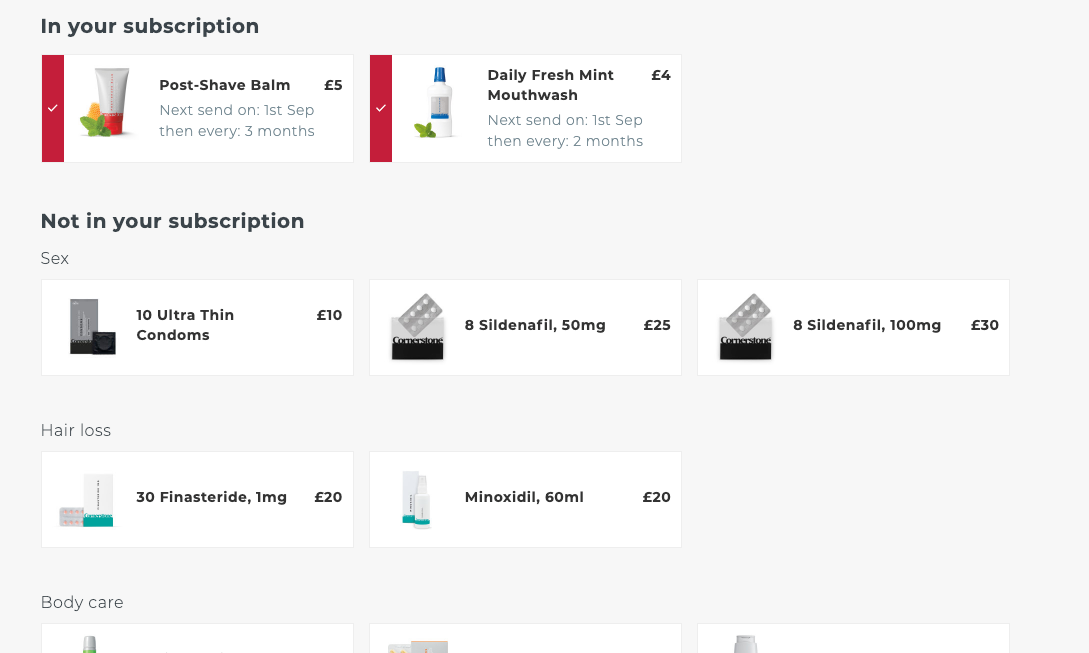 In your subscription
Post-Shave Balm £5
Next send on: 1st Sep
then every: 3 months
Daily Fresh Mint £4
Mouthwash
Next send on: 1st Sep
then every: 2 months
Not in your subscription
Sex
10 Ultra Thin £10
Condoms
Cornerstone
8 Sildenafil, 50mg £25
Cornerstone
8 Sildenafil, 100mg £30
Hair loss
Cornerstone
30 Finasteride, 1mg £20
Minoxidil, 60ml £20
Body care